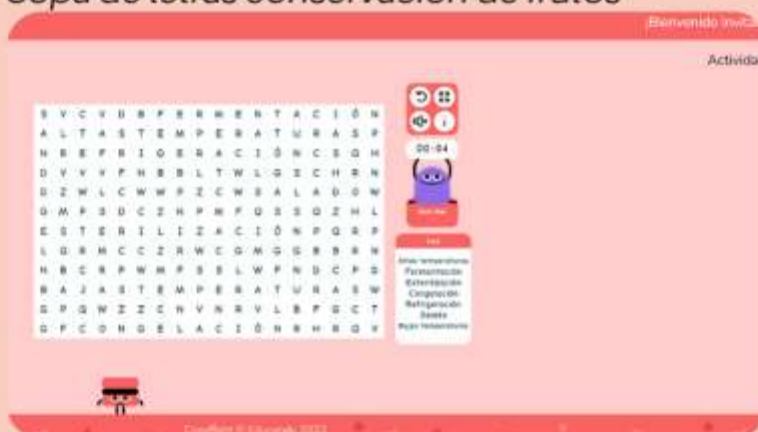 Sopa de letras conservación de frutos
¡Bienvenido invita
Activida
00:04
S V C V D B F E R M E N T A C I Ó N
A L T A S T E M P E R A T U R A S P
N R E F R I G E R A C I Ó N C S Q H
D V V V F H B B L T W L G E C H R N
D Z W L C W W P Z C W S A L A D O W
G M P S D C Z H P M F Q S S O Z H L
E S T E R I L I Z A C I Ó N P Q R P
L G R M C C Z R W C G M G G B B R N
N B C R P W M P S S L W P N D C P D
B A J A S T E M P E R A T U R A S W
G P Q W Z Z C N V N R V L B F G C T
G F C O N G E L A C I Ó N R H R Q V
Altas temperaturas
Fermentación
Esterilización
Congelación
Refrigeración
Salado
Bajas temperaturas